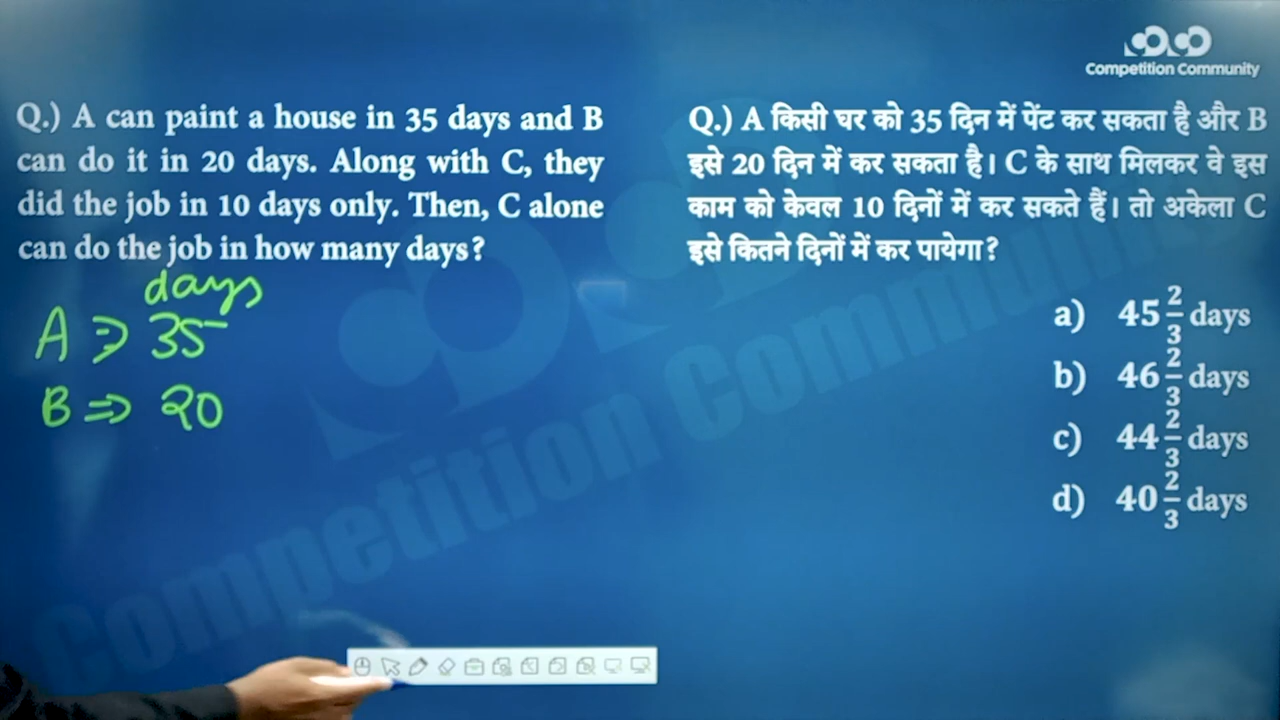 Competition Community
Q.) A can paint a house in 35 days and B
can do it in 20 days. Along with C, they
did the job in 10 days only. Then, C alone
can do the job in how many days?
days
A ⇒ 35
B ⇒ 20
Q.) A किसी घर को 35 दिन में पेंट कर सकता है और B
इसे 20 दिन में कर सकता है। C के साथ मिलकर वे इस
काम को केवल 10 दिनों में कर सकते हैं। तो अकेला C
इसे कितने दिनों में कर पायेगा?
a) 45 2/3 days
b) 46 2/3 days
c) 44 2/3 days
d) 40 2/3 days
Competition Community